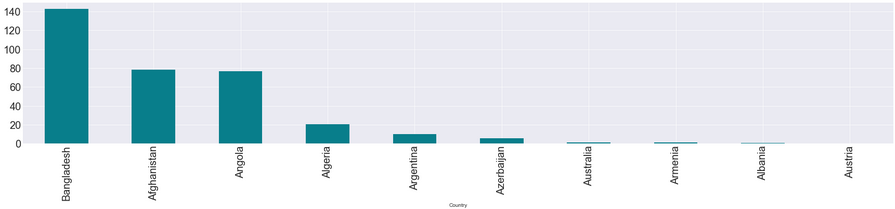 140
120
100
80
60
40
20
0
Bangladesh
Afghanistan
Angola
Algeria
Argentina
Azerbaijan
Australia
Armenia
Albania
Austria
Country